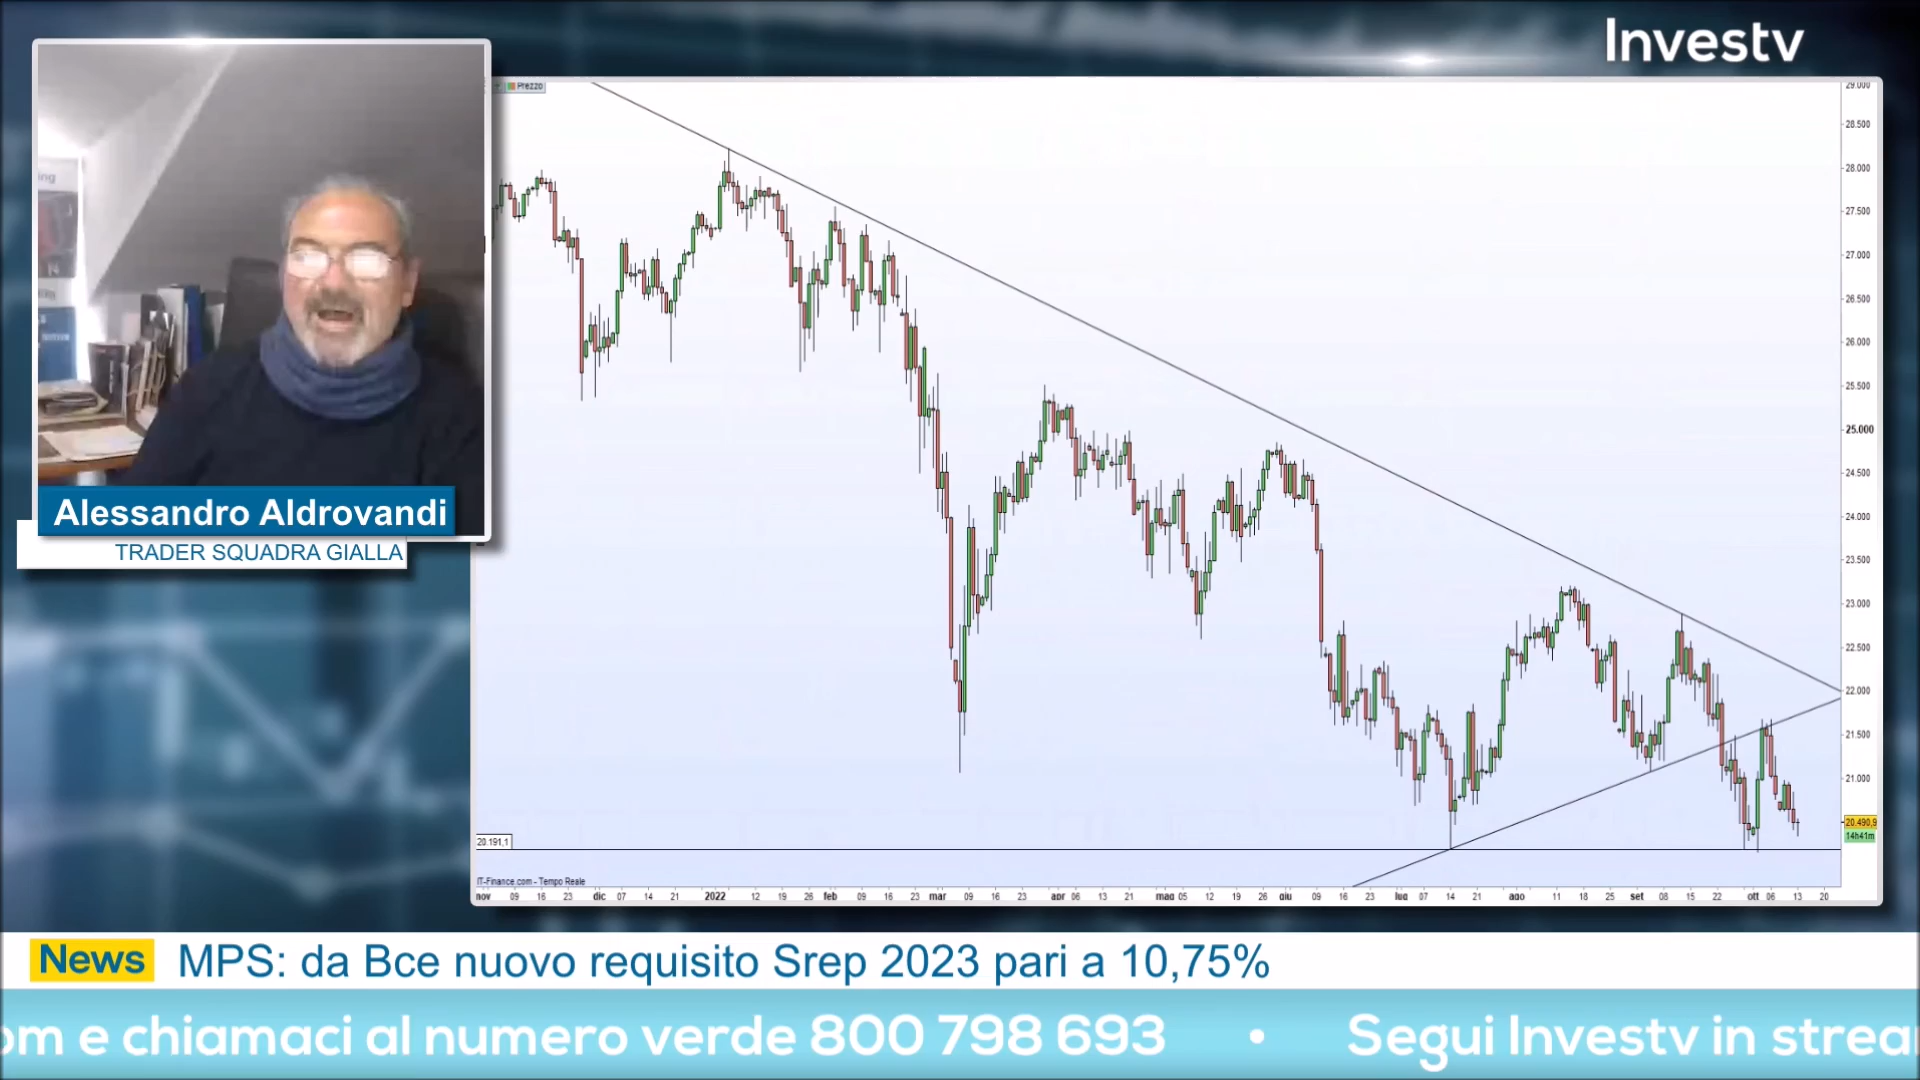 Investv
Prezzo
29.000
28.500
28.000
27.500
27.000
26.500
26.000
25.500
25.000
24.500
24.000
23.500
23.000
22.500
22.000
21.500
21.000
20.490,9
14h41m
20.191,1
IT-Finance.com - Tempo Reale
nov 09 16 23 dic 07 14 21 2022 12 19 26 feb 09 16 23 mar 09 16 23 apr 06 13 21 mag 05 12 19 26 giu 09 16 23 lug 07 14 21 ago 11 18 25 set 08 15 22 ott 06 13 20
Alessandro Aldrovandi
TRADER SQUADRA GIALLA
News MPS: da Bce nuovo requisito Srep 2023 pari a 10,75%
om e chiamaci al numero verde 800 798 693 • Segui Investv in strea